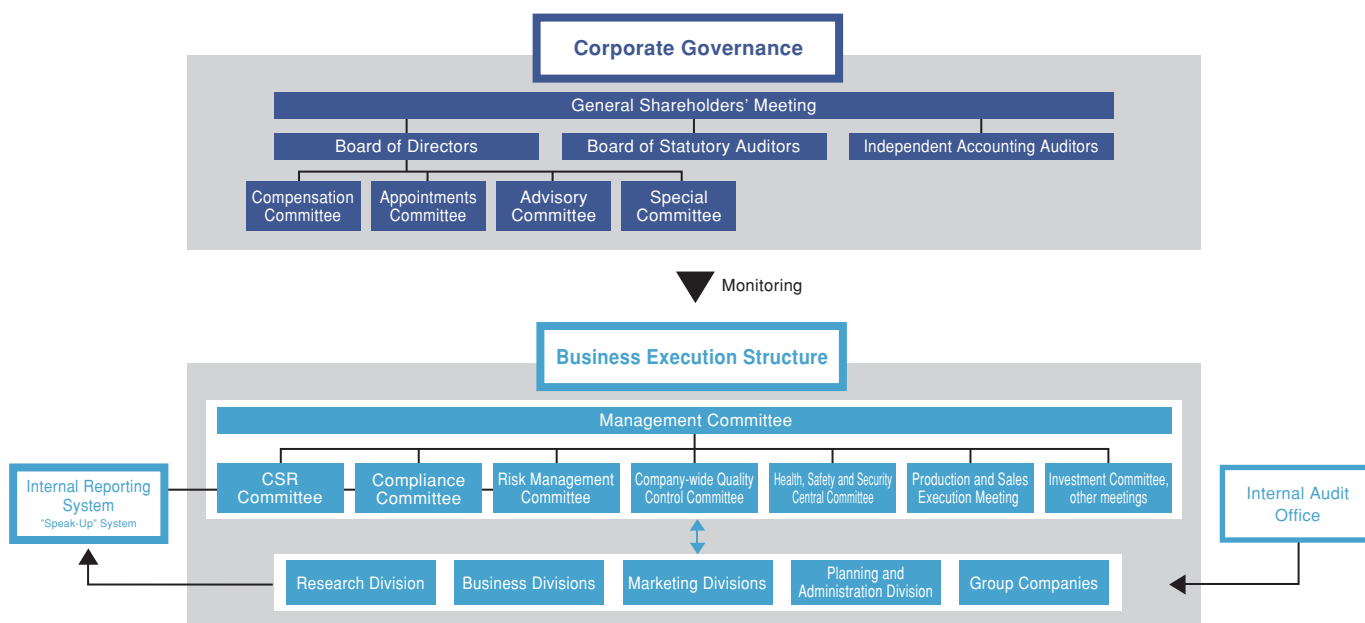 Corporate Governance
General Shareholders' Meeting
Board of Directors
Board of Statutory Auditors
Independent Accounting Auditors
Compensation
Committee
Appointments
Committee
Advisory
Committee
Special
Committee
Monitoring
Business Execution Structure
Management Committee
Internal Reporting
System
"Speak-Up" System
CSR
Committee
Compliance
Committee
Risk Management
Committee
Company-wide Quality
Control Committee
Health, Safety and Security
Central Committee
Production and Sales
Execution Meeting
Investment Committee,
other meetings
Internal Audit
Office
Research Division
Business Divisions
Marketing Divisions
Planning and
Administration Division
Group Companies